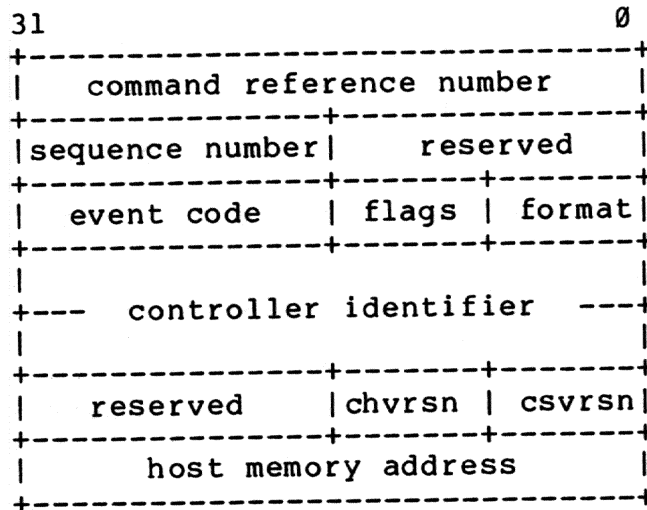 31 0
command reference number
sequence number reserved
event code flags format
controller identifier
reserved chvrsn csvrsn
host memory address